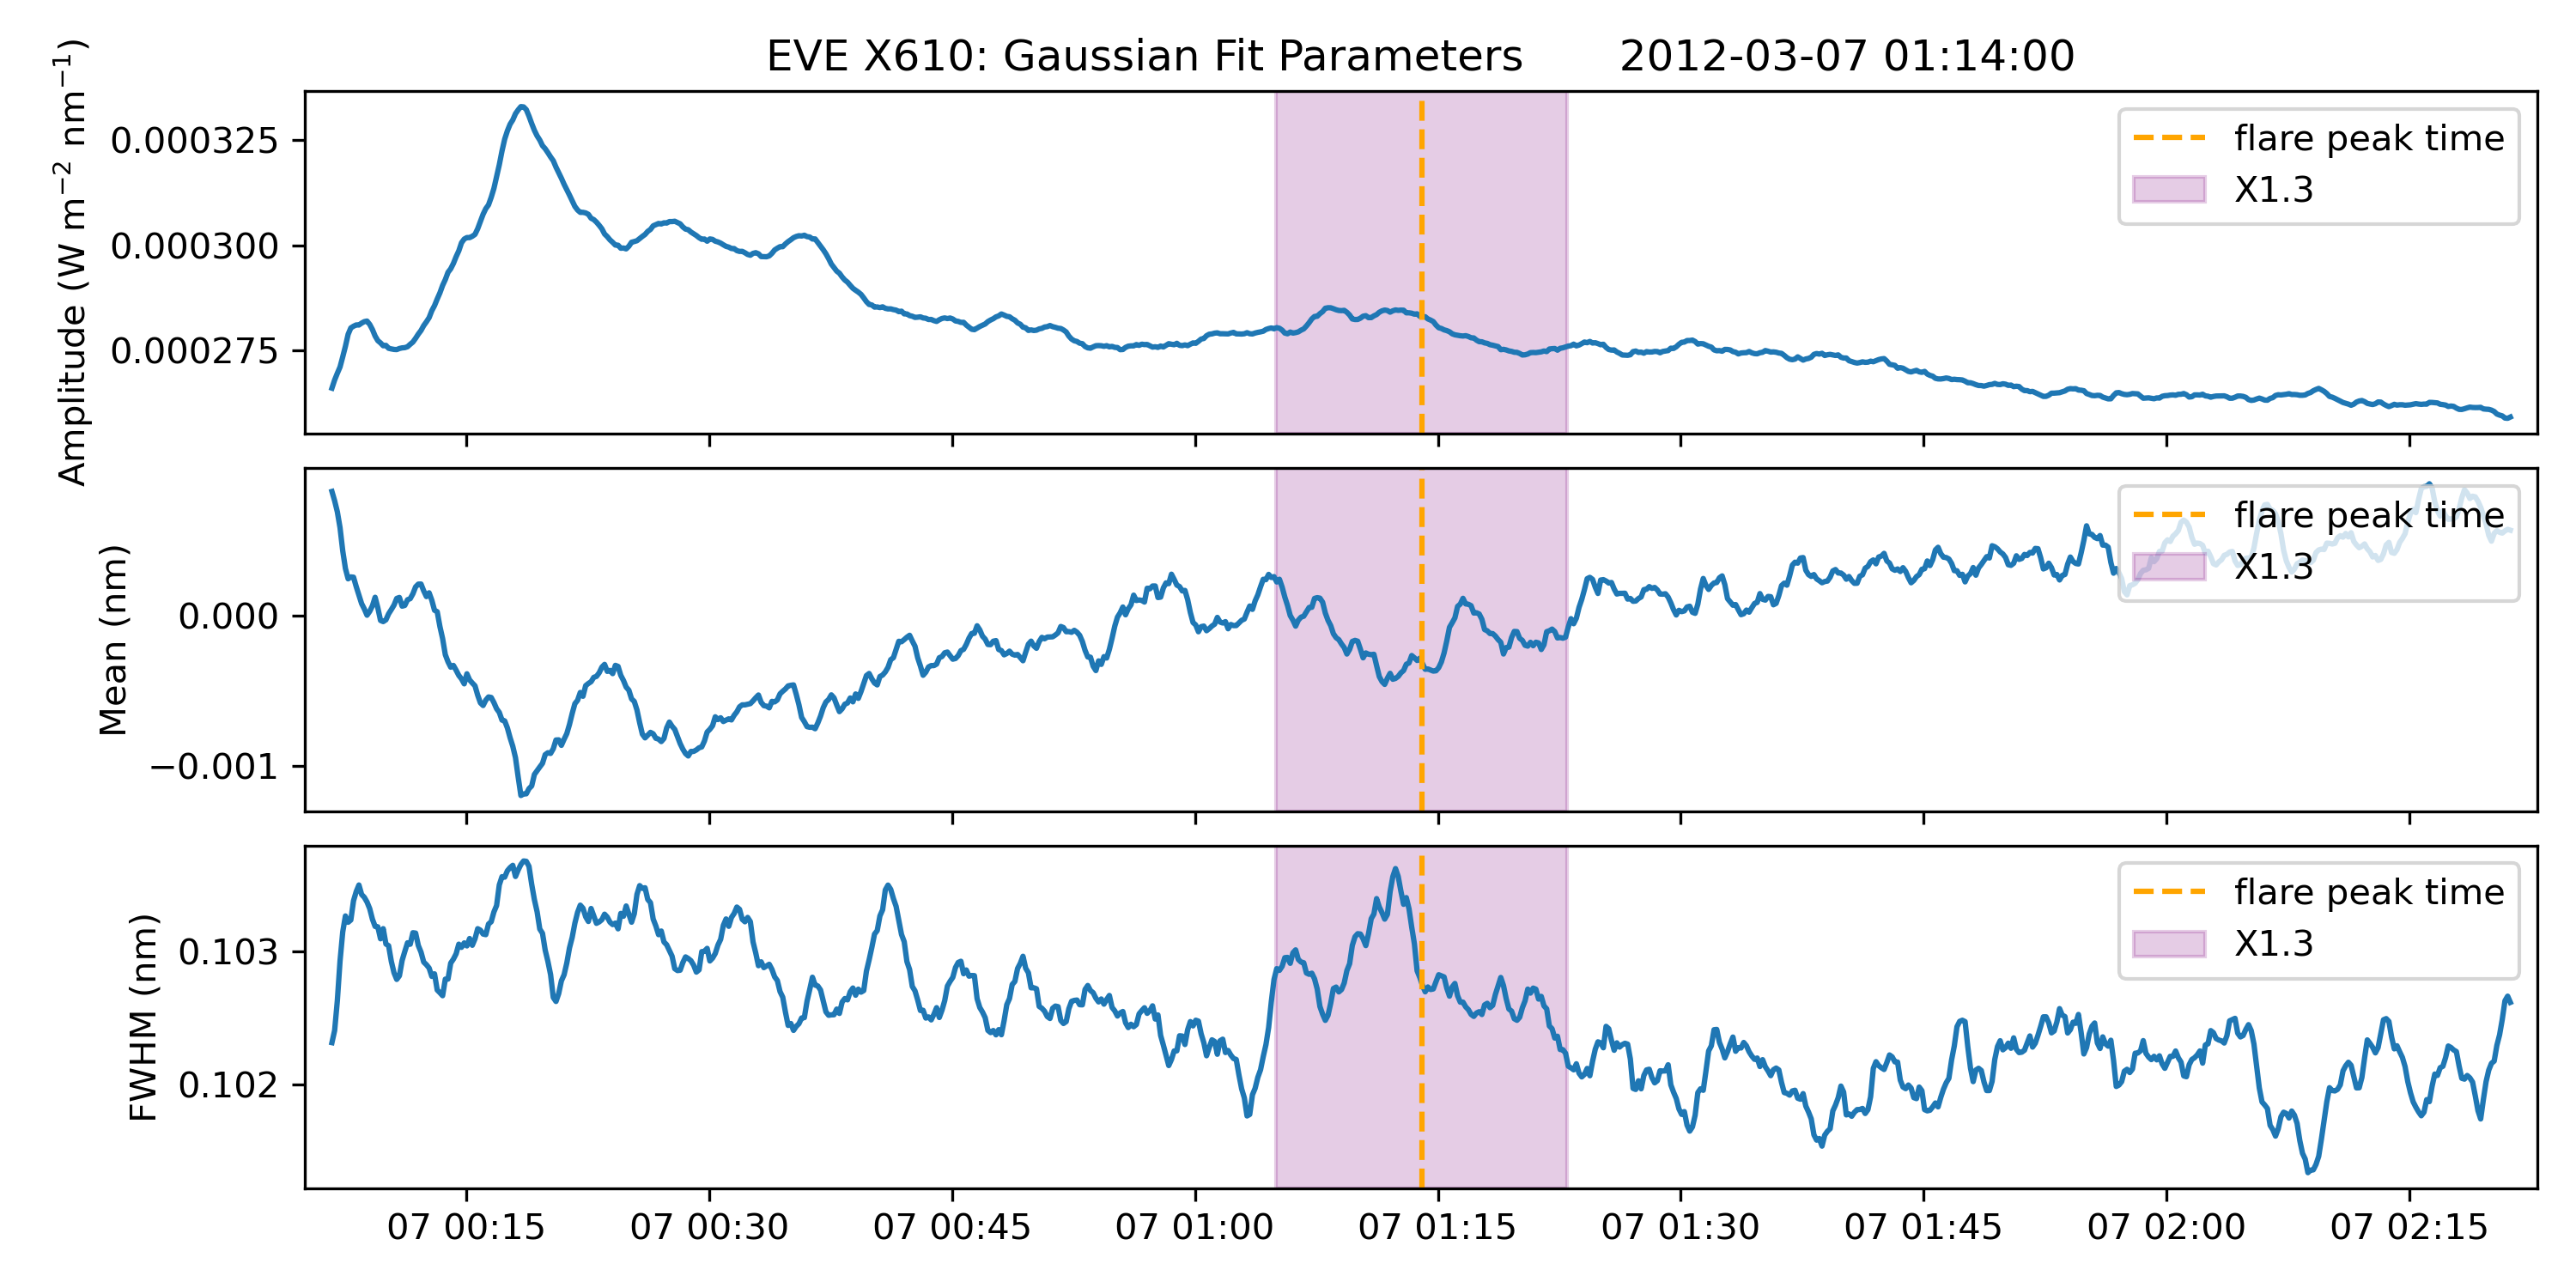 EVE X610: Gaussian Fit Parameters 2012-03-07 01:14:00
Amplitude (W m⁻² nm⁻¹)
0.000325
0.000300
0.000275
flare peak time
X1.3
Mean (nm)
0.000
−0.001
flare peak time
X1.3
FWHM (nm)
0.103
0.102
flare peak time
X1.3
07 00:15 07 00:30 07 00:45 07 01:00 07 01:15 07 01:30 07 01:45 07 02:00 07 02:15